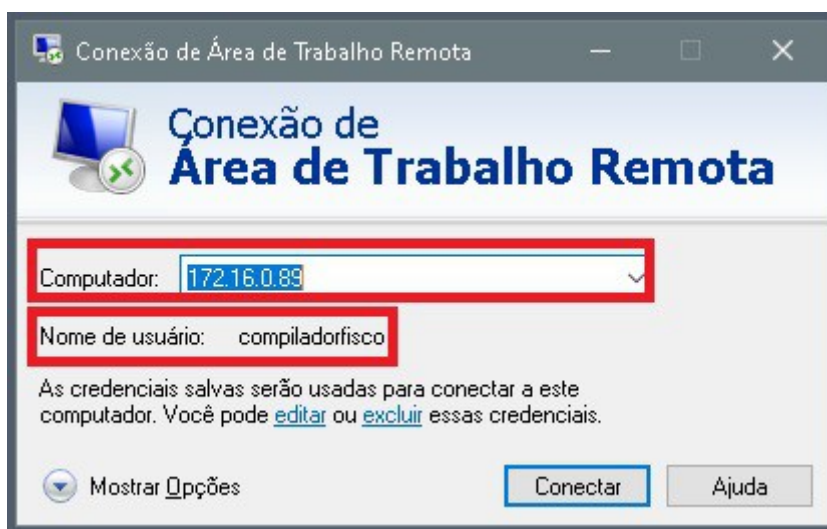 Conexão de Área de Trabalho Remota
Conexão de
Área de Trabalho Remota
Computador: 172.16.0.89
Nome de usuário: compiladorfisco
As credenciais salvas serão usadas para conectar a este
computador. Você pode editar ou excluir essas credenciais.
Mostrar Opções Conectar Ajuda